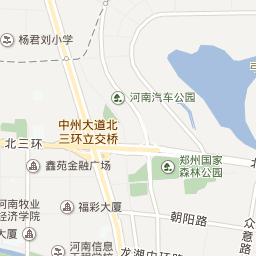 杨君刘小学
河南汽车公园
中州大道北
三环立交桥
北三环
鑫苑金融广场
郑州国家
森林公园
北
河南牧业
经济学院
福彩大厦
朝阳路
众意
河南信息
龙湖中环路